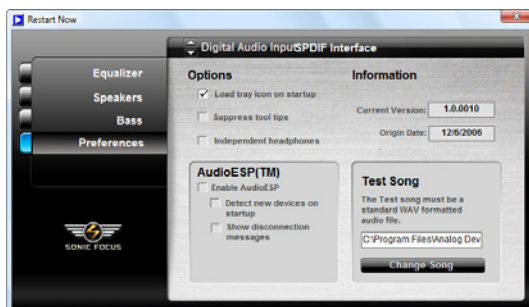 Restart Now
Digital Audio InputSPDIF Interface
Equalizer
Speakers
Bass
Preferences
SONIC FOCUS
Options
Load tray icon on startup
Suppress tool tips
Independent headphones
Information
Current Version: 1.0.0010
Origin Date: 12/6/2006
AudioESP(TM)
Enable AudioESP
Detect new devices on
startup
Show disconnection
messages
Test Song
The Test song must be a
standard WAV formatted
audio file.
C:\Program Files\Analog Dev
Change Song